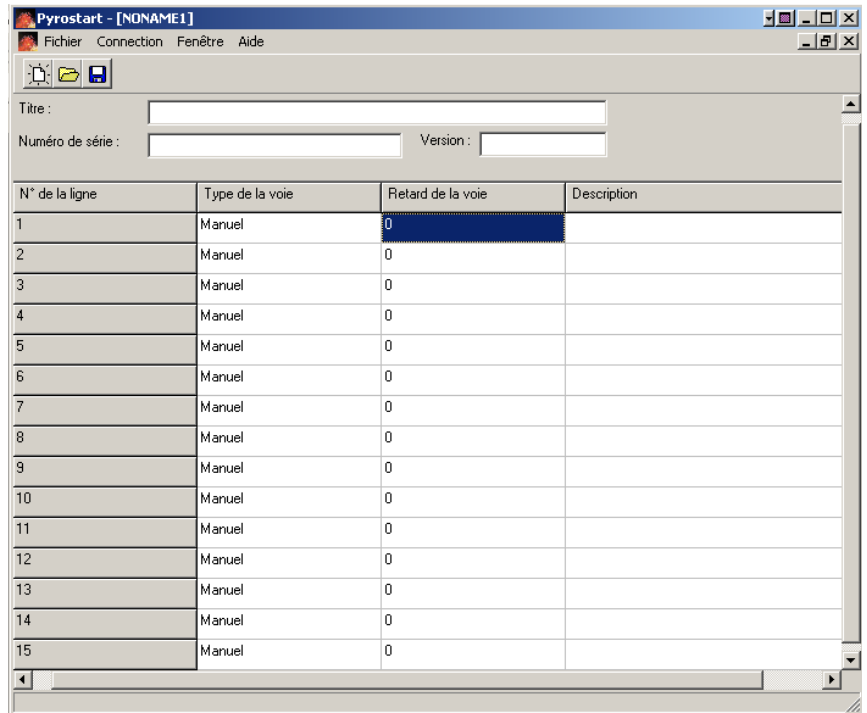 Pyrostart - [NONAME1]
Fichier Connection Fenêtre Aide
Titre :
Numéro de série : Version :
N° de la ligne Type de la voie Retard de la voie Description
1 Manuel 0
2 Manuel 0
3 Manuel 0
4 Manuel 0
5 Manuel 0
6 Manuel 0
7 Manuel 0
8 Manuel 0
9 Manuel 0
10 Manuel 0
11 Manuel 0
12 Manuel 0
13 Manuel 0
14 Manuel 0
15 Manuel 0